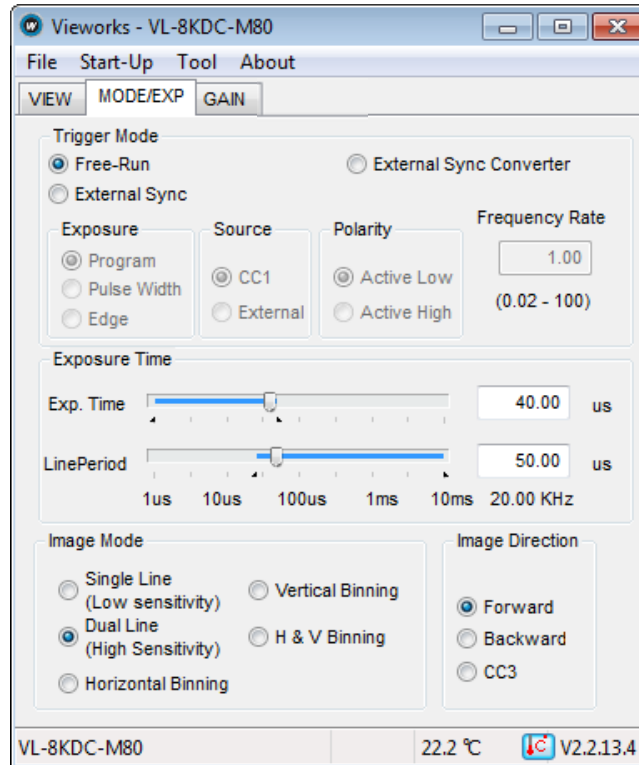 Vieworks - VL-8KDC-M80
File Start-Up Tool About
VIEW MODE/EXP GAIN
Trigger Mode
Free-Run External Sync Converter
External Sync
Exposure Source Polarity Frequency Rate
Program CC1 Active Low 1.00
Pulse Width External Active High (0.02 - 100)
Edge
Exposure Time
Exp. Time 40.00 us
LinePeriod 50.00 us
1us 10us 100us 1ms 10ms 20.00 KHz
Image Mode
Single Line
(Low sensitivity)
Dual Line
(High Sensitivity)
Horizontal Binning
Vertical Binning
H & V Binning
Image Direction
Forward
Backward
CC3
VL-8KDC-M80 22.2 ℃ V2.2.13.4